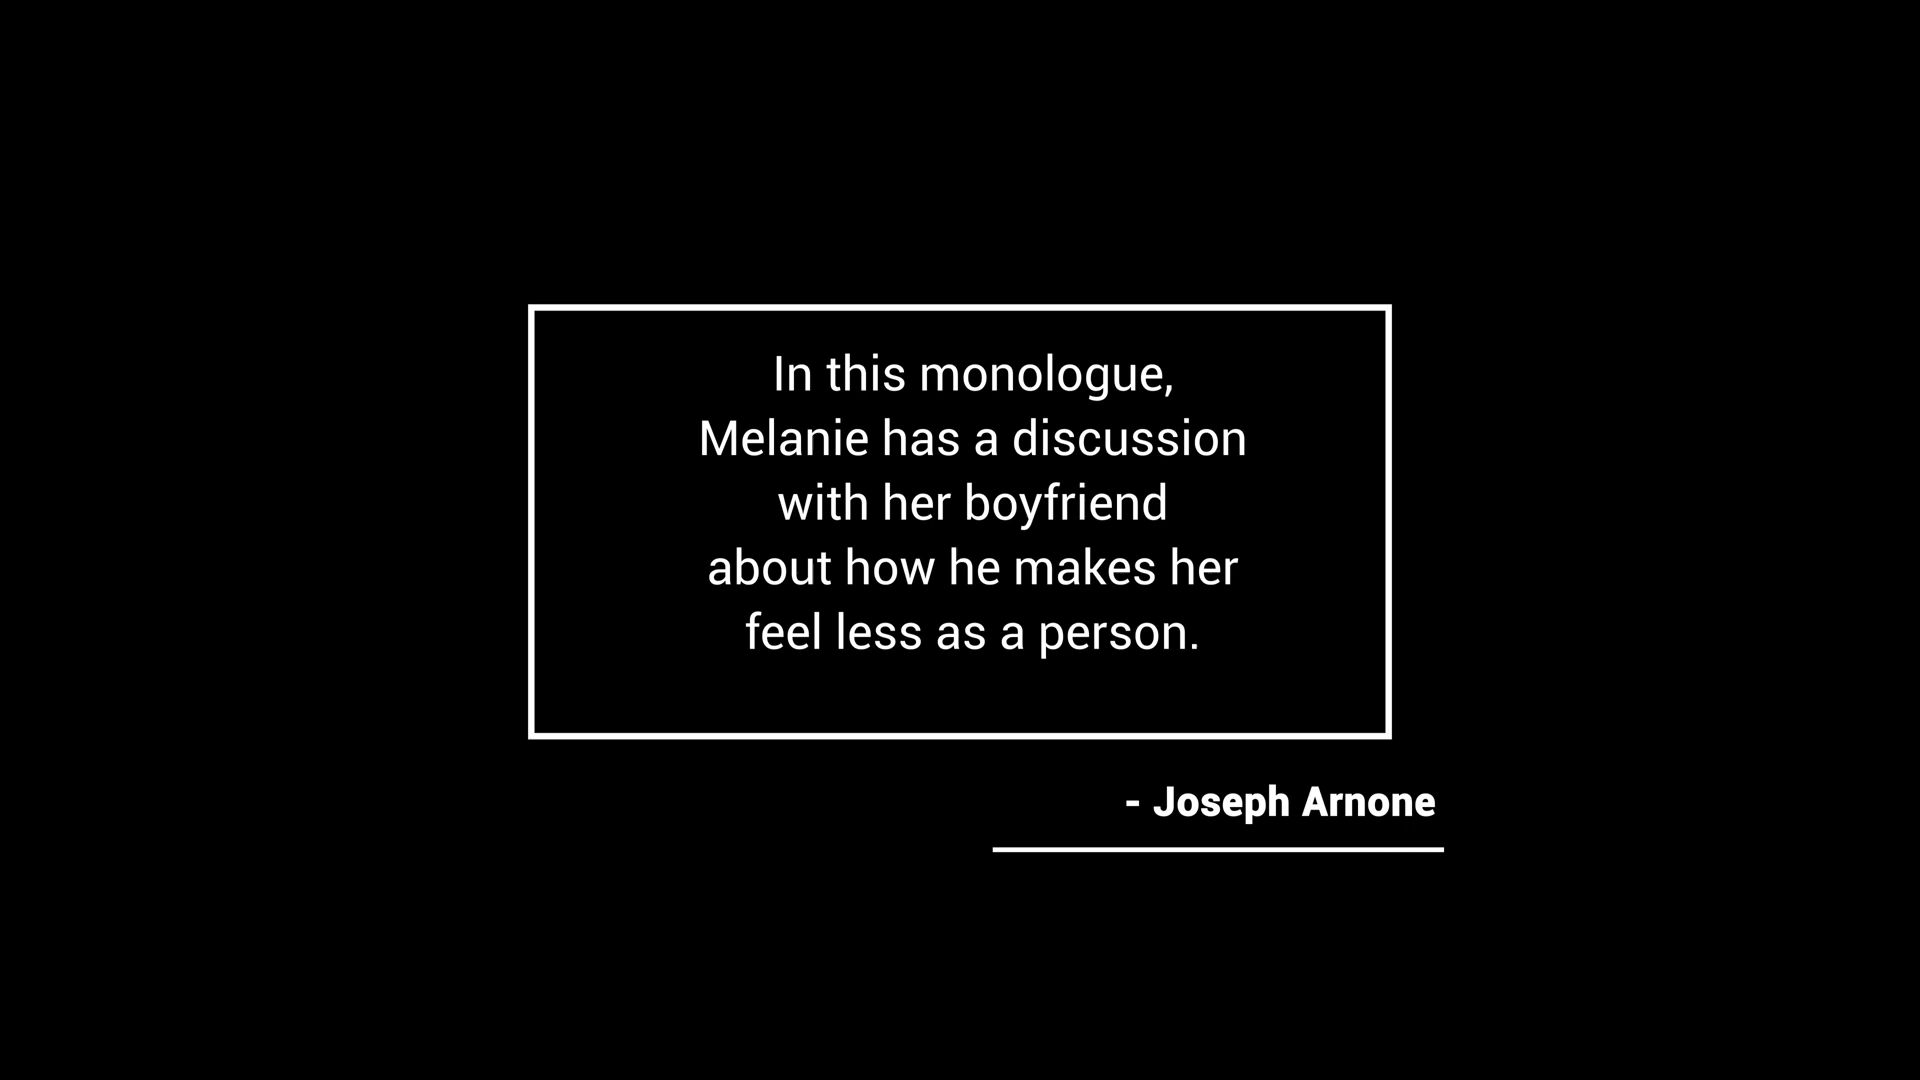 In this monologue,
Melanie has a discussion
with her boyfriend
about how he makes her
feel less as a person.
- Joseph Arnone